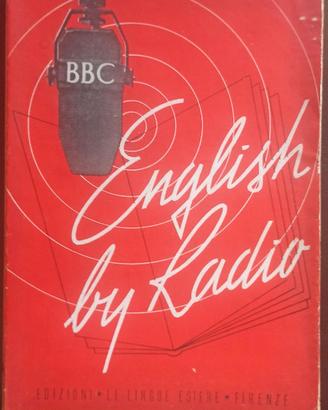 BBC
English
by Radio
EDIZIONI * LE LINGUE ESTERE * FIRENZE